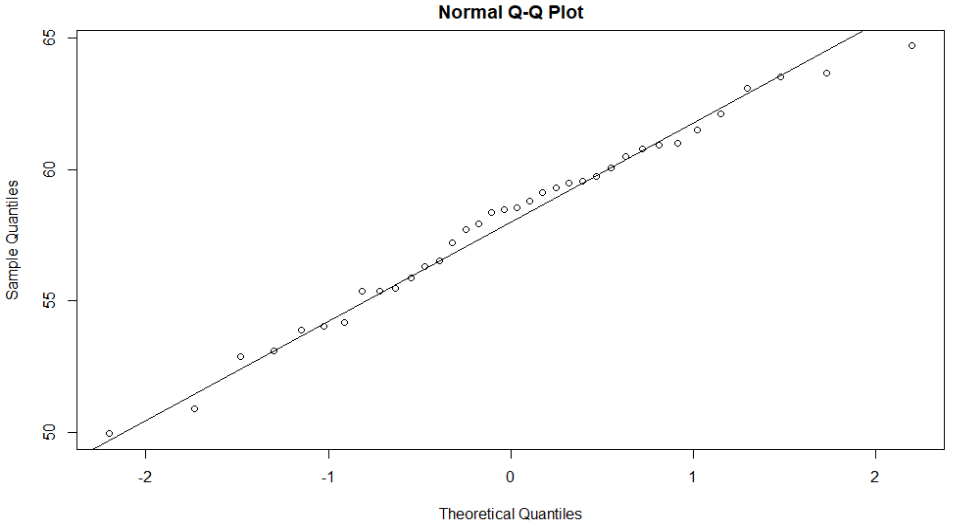 Normal Q-Q Plot
65
60
55
50
Sample Quantiles
-2 -1 0 1 2
Theoretical Quantiles